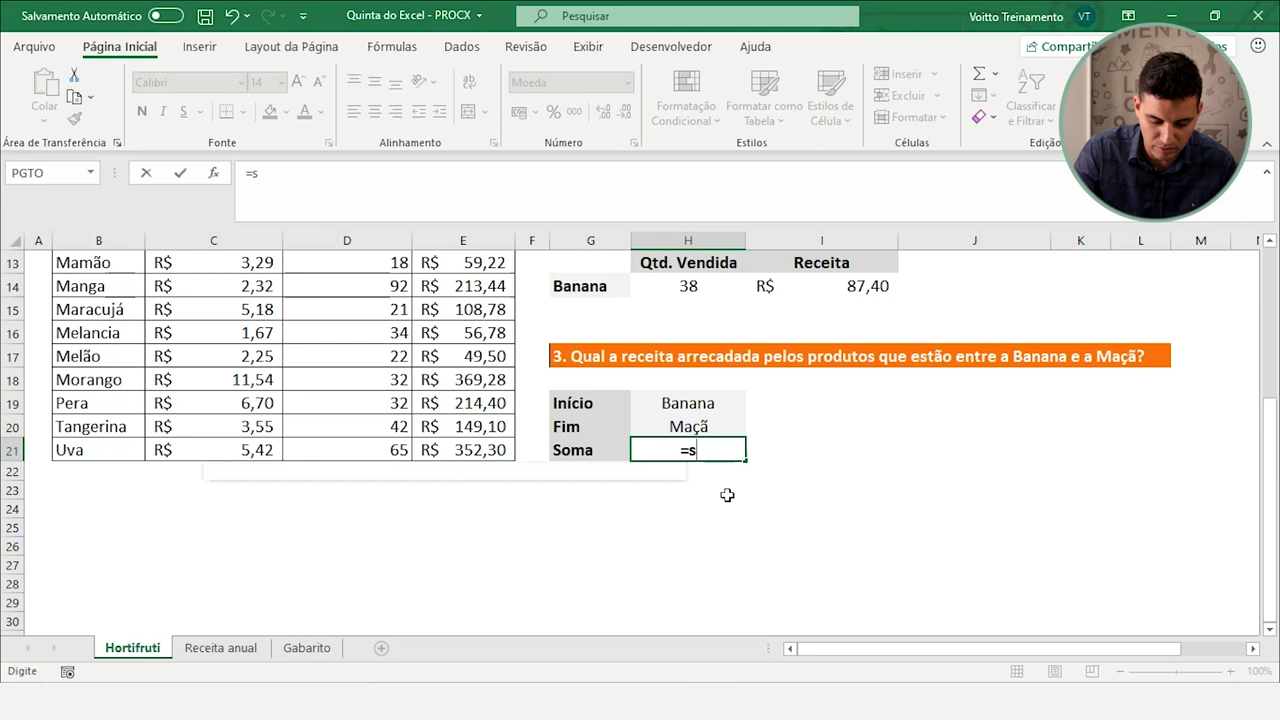 Salvamento Automático
Quinta do Excel - PROCX
Pesquisar
Voitto Treinamento VT
Arquivo Página Inicial Inserir Layout da Página Fórmulas Dados Revisão Exibir Desenvolvedor Ajuda
Colar
Calibri 14
N I S
Moeda
% 000
Formatação Condicional
Formatar como Tabela
Estilos de Célula
Inserir
Excluir
Formatar
Classificar e Filtrar
Área de Transferência Fonte Alinhamento Número Estilos Células
PGTO fx =s
A B C D E F G H I J K L M
13 Mamão R$ 3,29 18 R$ 59,22 Qtd. Vendida Receita
14 Manga R$ 2,32 92 R$ 213,44 Banana 38 R$ 87,40
15 Maracujá R$ 5,18 21 R$ 108,78
16 Melancia R$ 1,67 34 R$ 56,78
17 Melão R$ 2,25 22 R$ 49,50 3. Qual a receita arrecadada pelos produtos que estão entre a Banana e a Maçã?
18 Morango R$ 11,54 32 R$ 369,28
19 Pera R$ 6,70 32 R$ 214,40 Início Banana
20 Tangerina R$ 3,55 42 R$ 149,10 Fim Maçã
21 Uva R$ 5,42 65 R$ 352,30 Soma =s
22
23
24
25
26
27
28
29
30
Hortifruti Receita anual Gabarito
Digite 100%